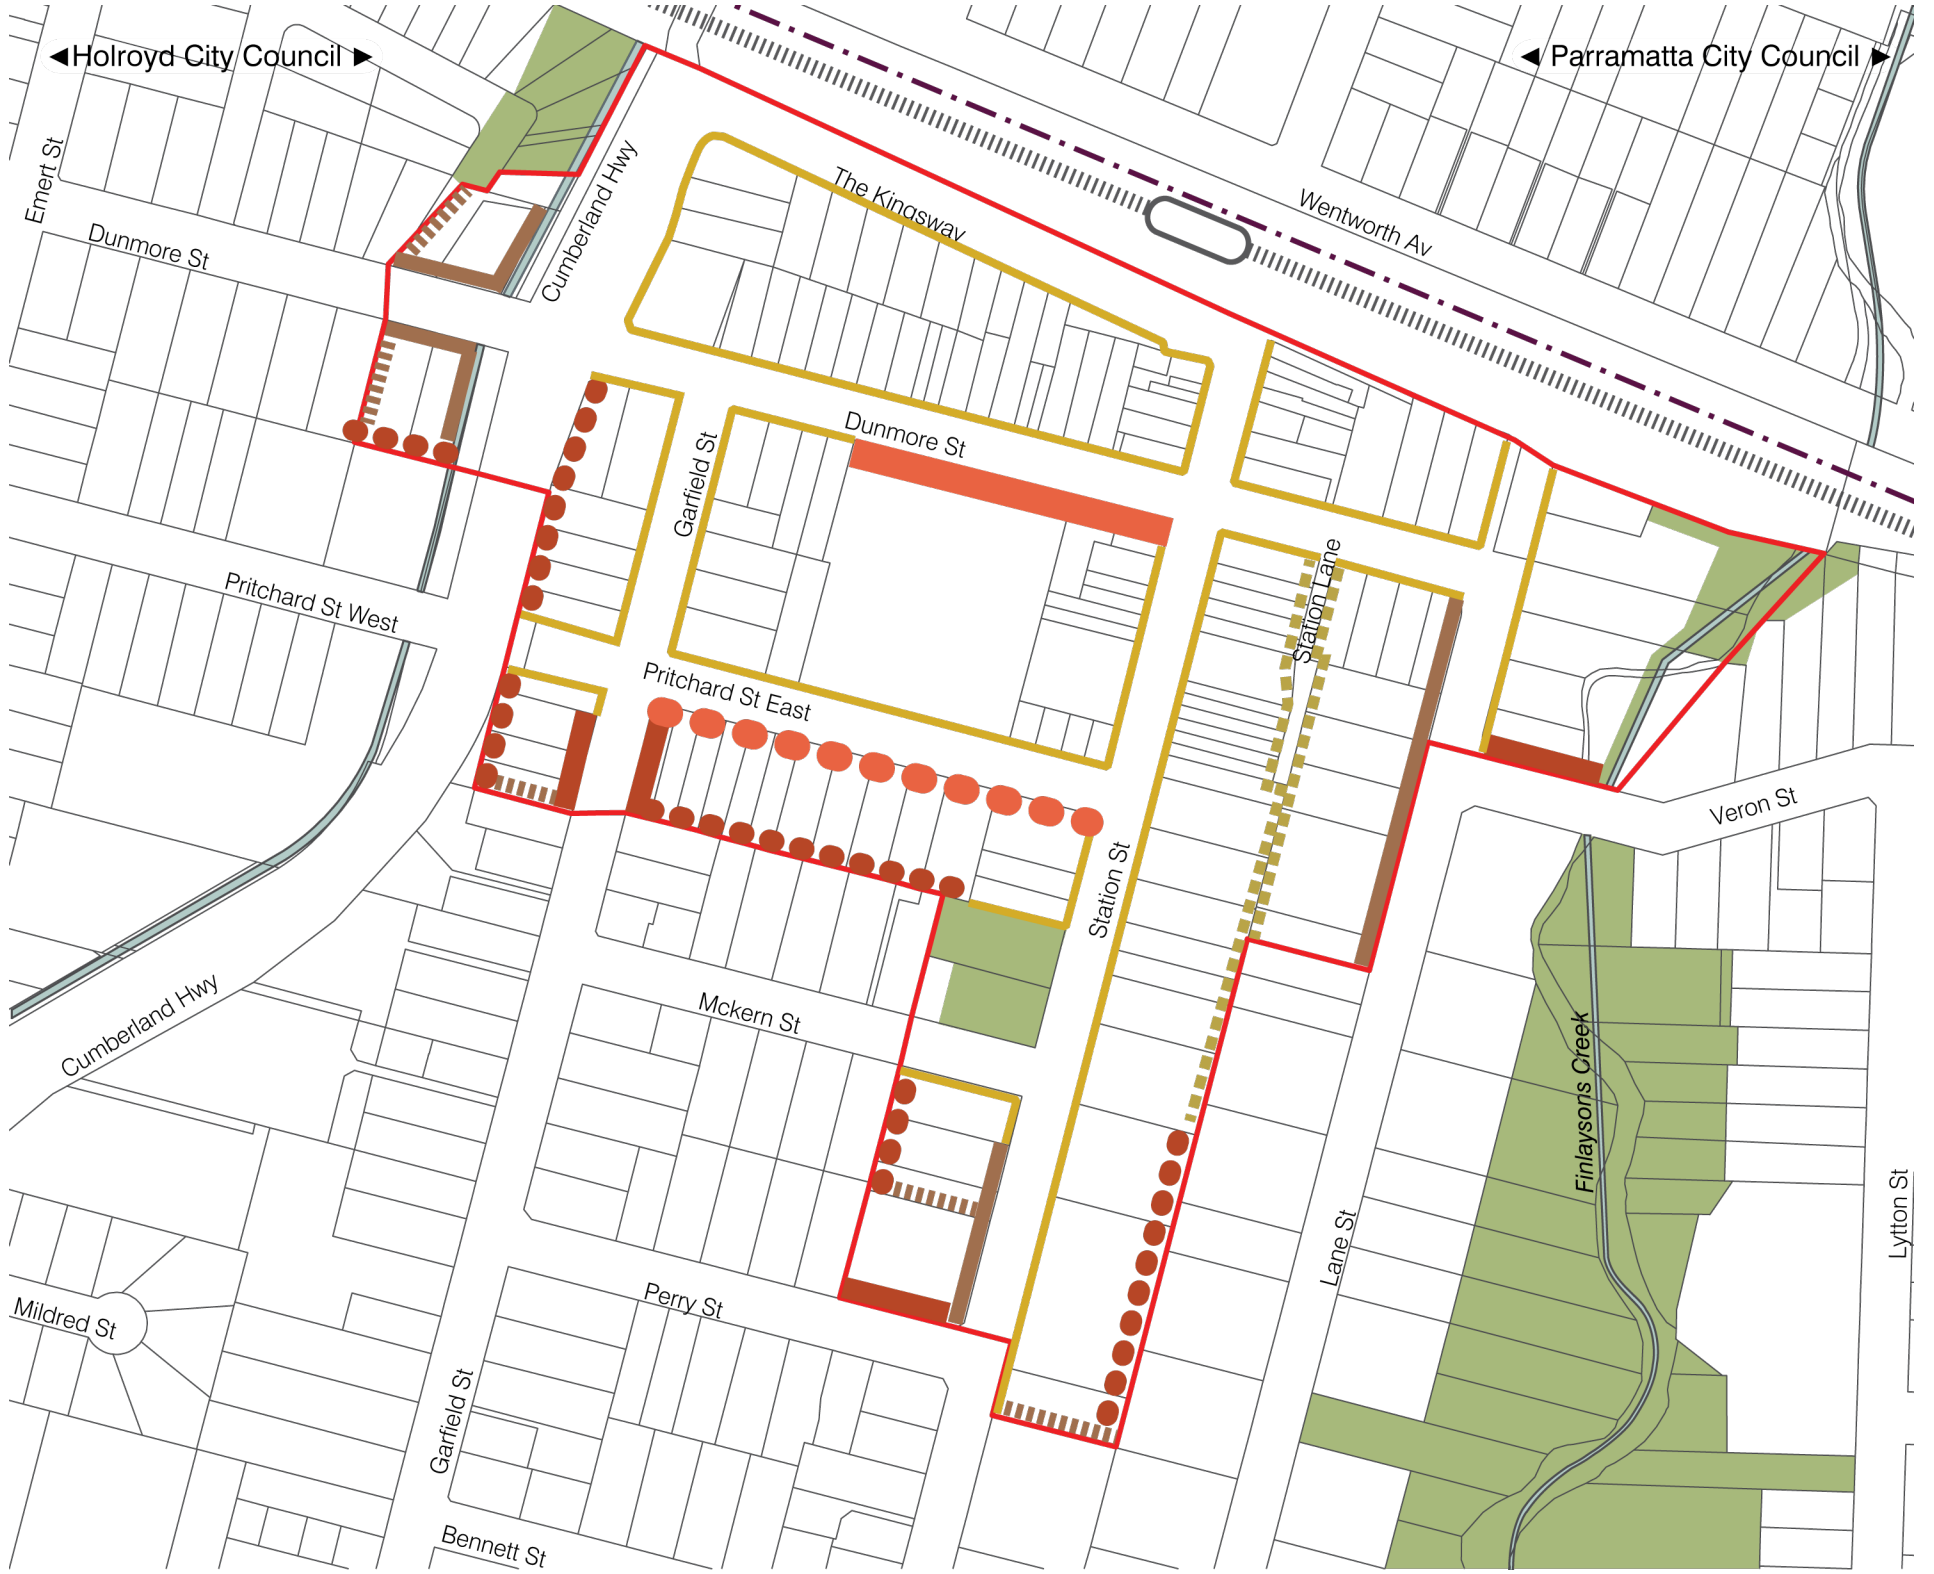 Holroyd City Council
Parramatta City Council
Emert St
Dunmore St
Cumberland Hwy
The Kingsway
Wentworth Av
Dunmore St
Garfield St
Station Lane
Pritchard St West
Pritchard St East
Veron St
Station St
Cumberland Hwy
Mckern St
Finlaysons Creek
Lytton St
Lane St
Perry St
Mildred St
Garfield St
Bennett St